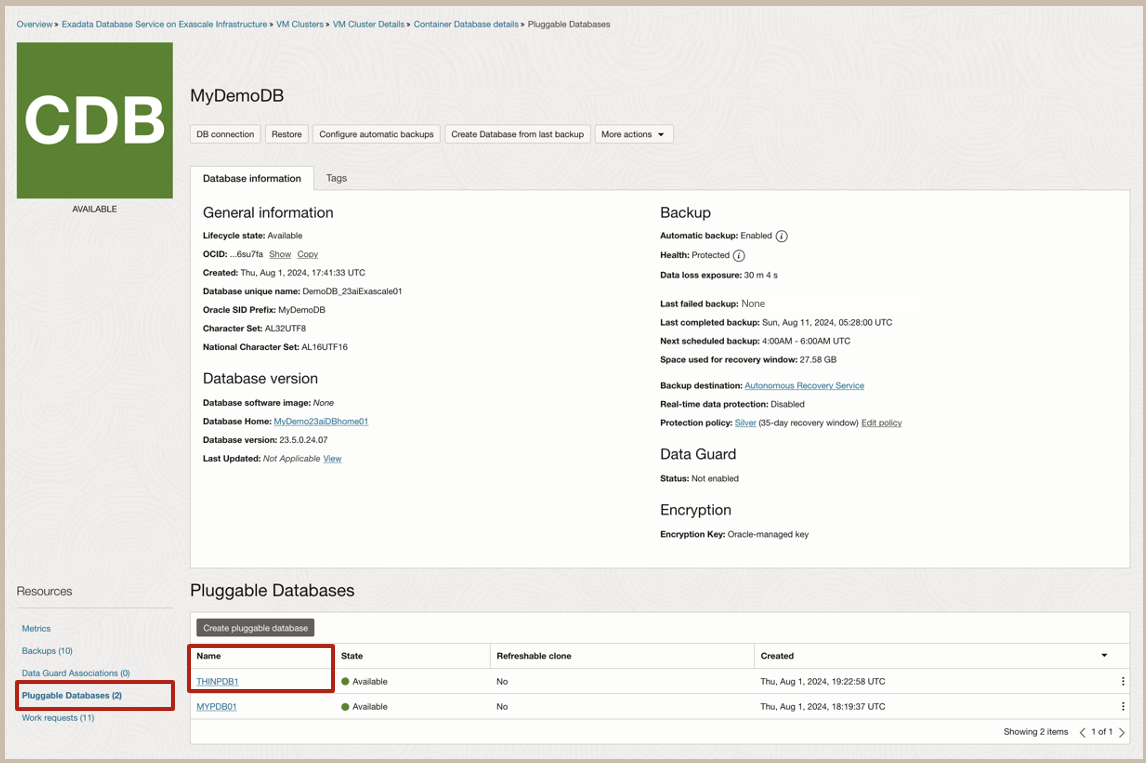 Overview » Exadata Database Service on Exascale Infrastructure » VM Clusters » VM Cluster Details » Container Database details » Pluggable Databases
CDB
AVAILABLE
MyDemoDB
DB connection Restore Configure automatic backups Create Database from last backup More actions
Database information Tags
General information
Lifecycle state: Available
OCID: ...6su7fa Show Copy
Created: Thu, Aug 1, 2024, 17:41:33 UTC
Database unique name: DemoDB_23aiExascale01
Oracle SID Prefix: MyDemoDB
Character Set: AL32UTF8
National Character Set: AL16UTF16
Database version
Database software image: None
Database Home: MyDemo23aiDBhome01
Database version: 23.5.0.24.07
Last Updated: Not Applicable View
Backup
Automatic backup: Enabled i
Health: Protected i
Data loss exposure: 30 m 4 s
Last failed backup: None
Last completed backup: Sun, Aug 11, 2024, 05:28:00 UTC
Next scheduled backup: 4:00AM - 6:00AM UTC
Space used for recovery window: 27.58 GB
Backup destination: Autonomous Recovery Service
Real-time data protection: Disabled
Protection policy: Silver (35-day recovery window) Edit policy
Data Guard
Status: Not enabled
Encryption
Encryption Key: Oracle-managed key
Resources
Metrics
Backups (10)
Data Guard Associations (0)
Pluggable Databases (2)
Work requests (11)
Pluggable Databases
Create pluggable database
Name State Refreshable clone Created
THINPDB1 Available No Thu, Aug 1, 2024, 19:22:58 UTC
MYPDB01 Available No Thu, Aug 1, 2024, 18:19:37 UTC
Showing 2 items < 1 of 1 >